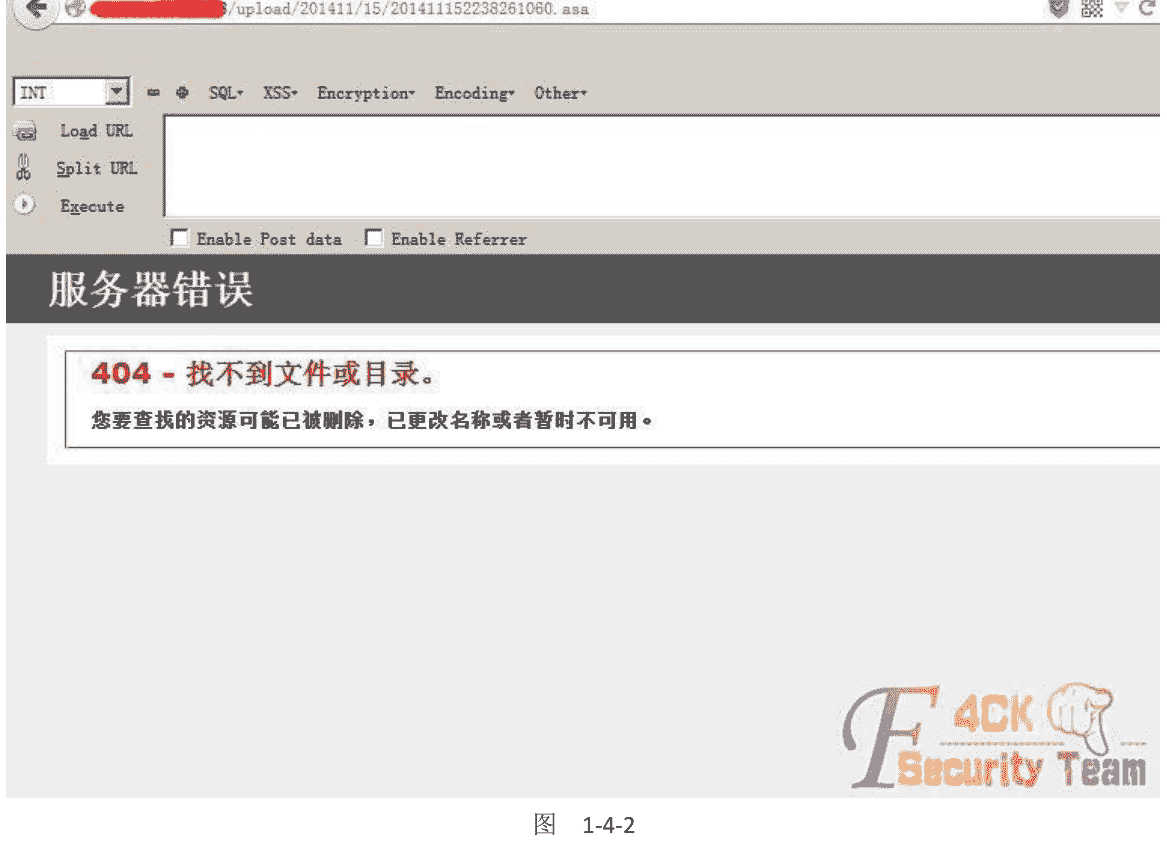 /upload/201411/15/201411152238261060.asa
INT SQL XSS Encryption Encoding Other
Load URL
Split URL
Execute
Enable Post data Enable Referrer
服务器错误
404 - 找不到文件或目录。
您要查找的资源可能已被删除，已更改名称或者暂时不可用。
F4CK
Security Team
图 1-4-2